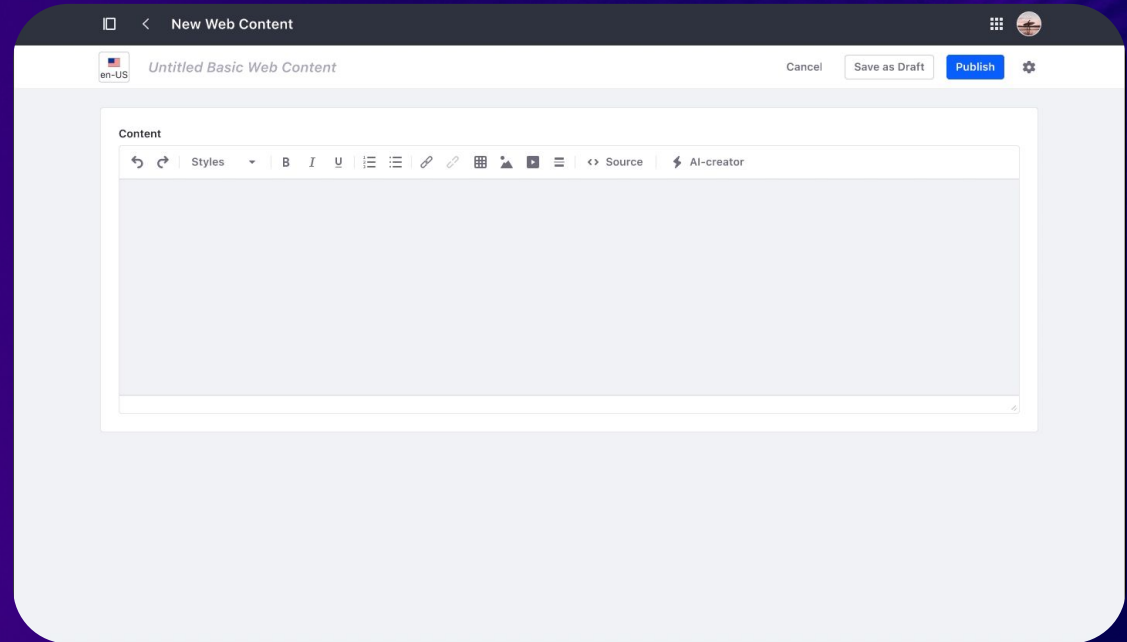 New Web Content
en-US
Untitled Basic Web Content
Cancel
Save as Draft
Publish
Content
Styles
B I U
Source
AI-creator